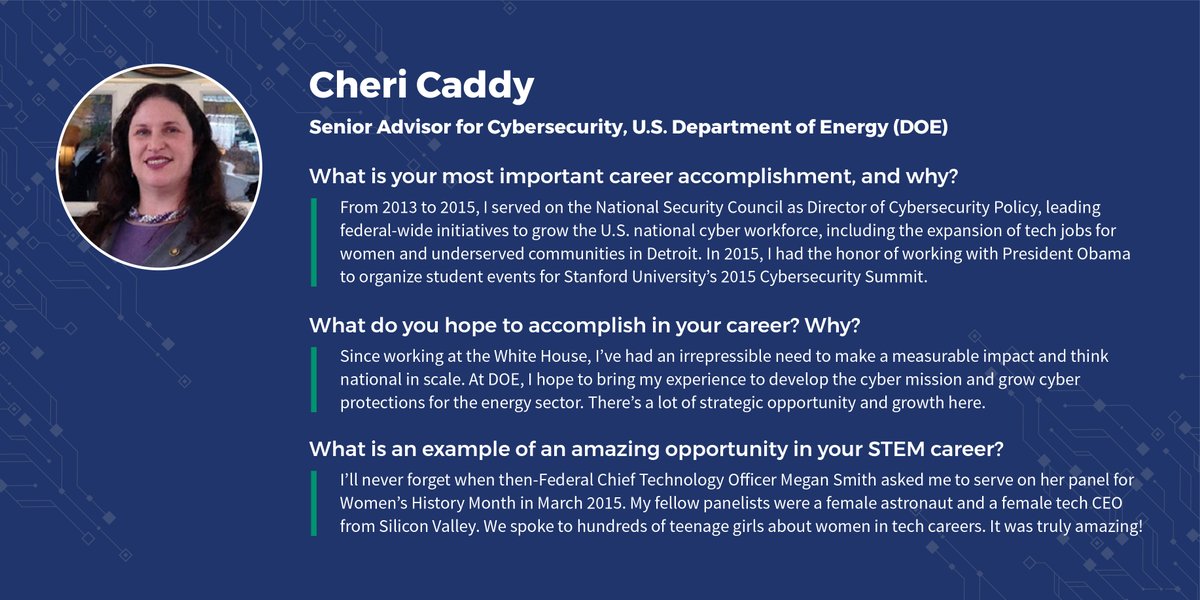 Cheri Caddy
Senior Advisor for Cybersecurity, U.S. Department of Energy (DOE)
What is your most important career accomplishment, and why?
From 2013 to 2015, I served on the National Security Council as Director of Cybersecurity Policy, leading
federal-wide initiatives to grow the U.S. national cyber workforce, including the expansion of tech jobs for
women and underserved communities in Detroit. In 2015, I had the honor of working with President Obama
to organize student events for Stanford University’s 2015 Cybersecurity Summit.
What do you hope to accomplish in your career? Why?
Since working at the White House, I’ve had an irrepressible need to make a measurable impact and think
national in scale. At DOE, I hope to bring my experience to develop the cyber mission and grow cyber
protections for the energy sector. There’s a lot of strategic opportunity and growth here.
What is an example of an amazing opportunity in your STEM career?
I’ll never forget when then-Federal Chief Technology Officer Megan Smith asked me to serve on her panel for
Women’s History Month in March 2015. My fellow panelists were a female astronaut and a female tech CEO
from Silicon Valley. We spoke to hundreds of teenage girls about women in tech careers. It was truly amazing!